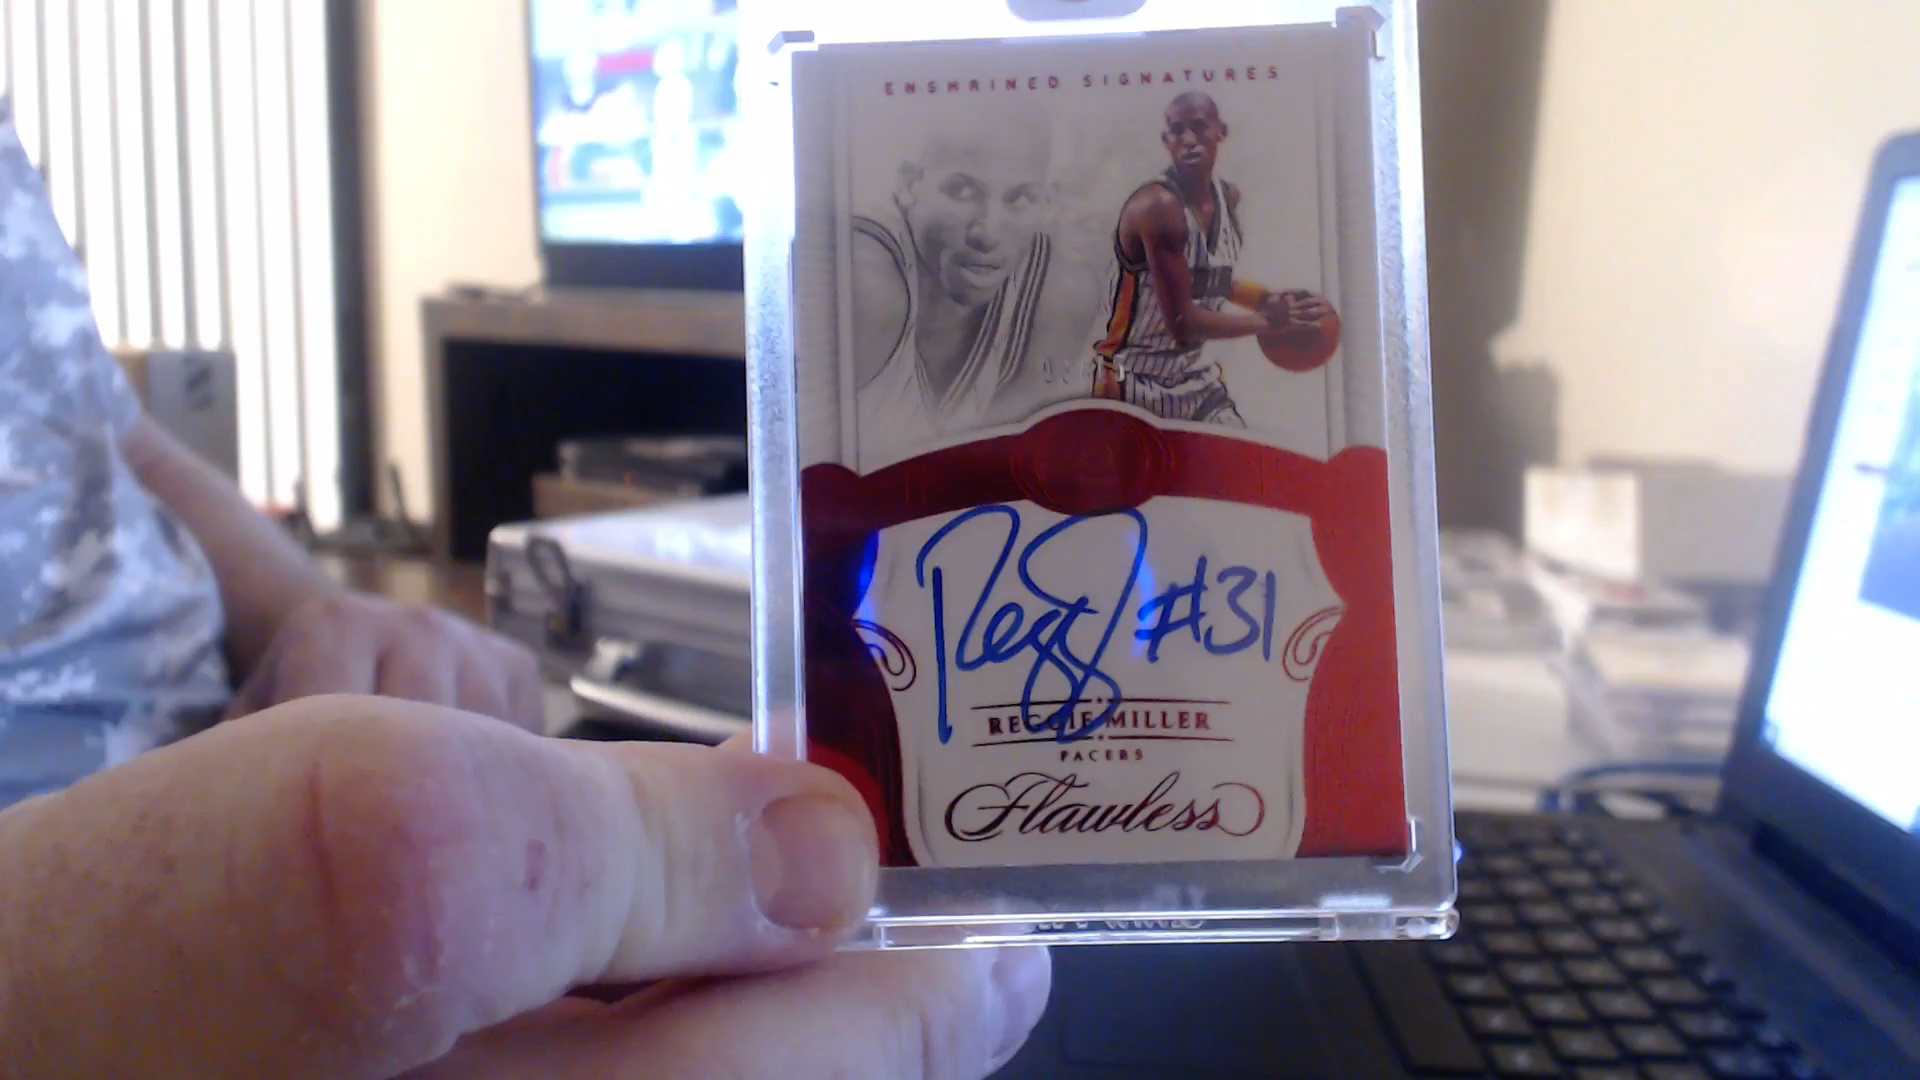 ENSHRINED SIGNATURES
Reggie #31
REGGIE MILLER
PACERS
Flawless